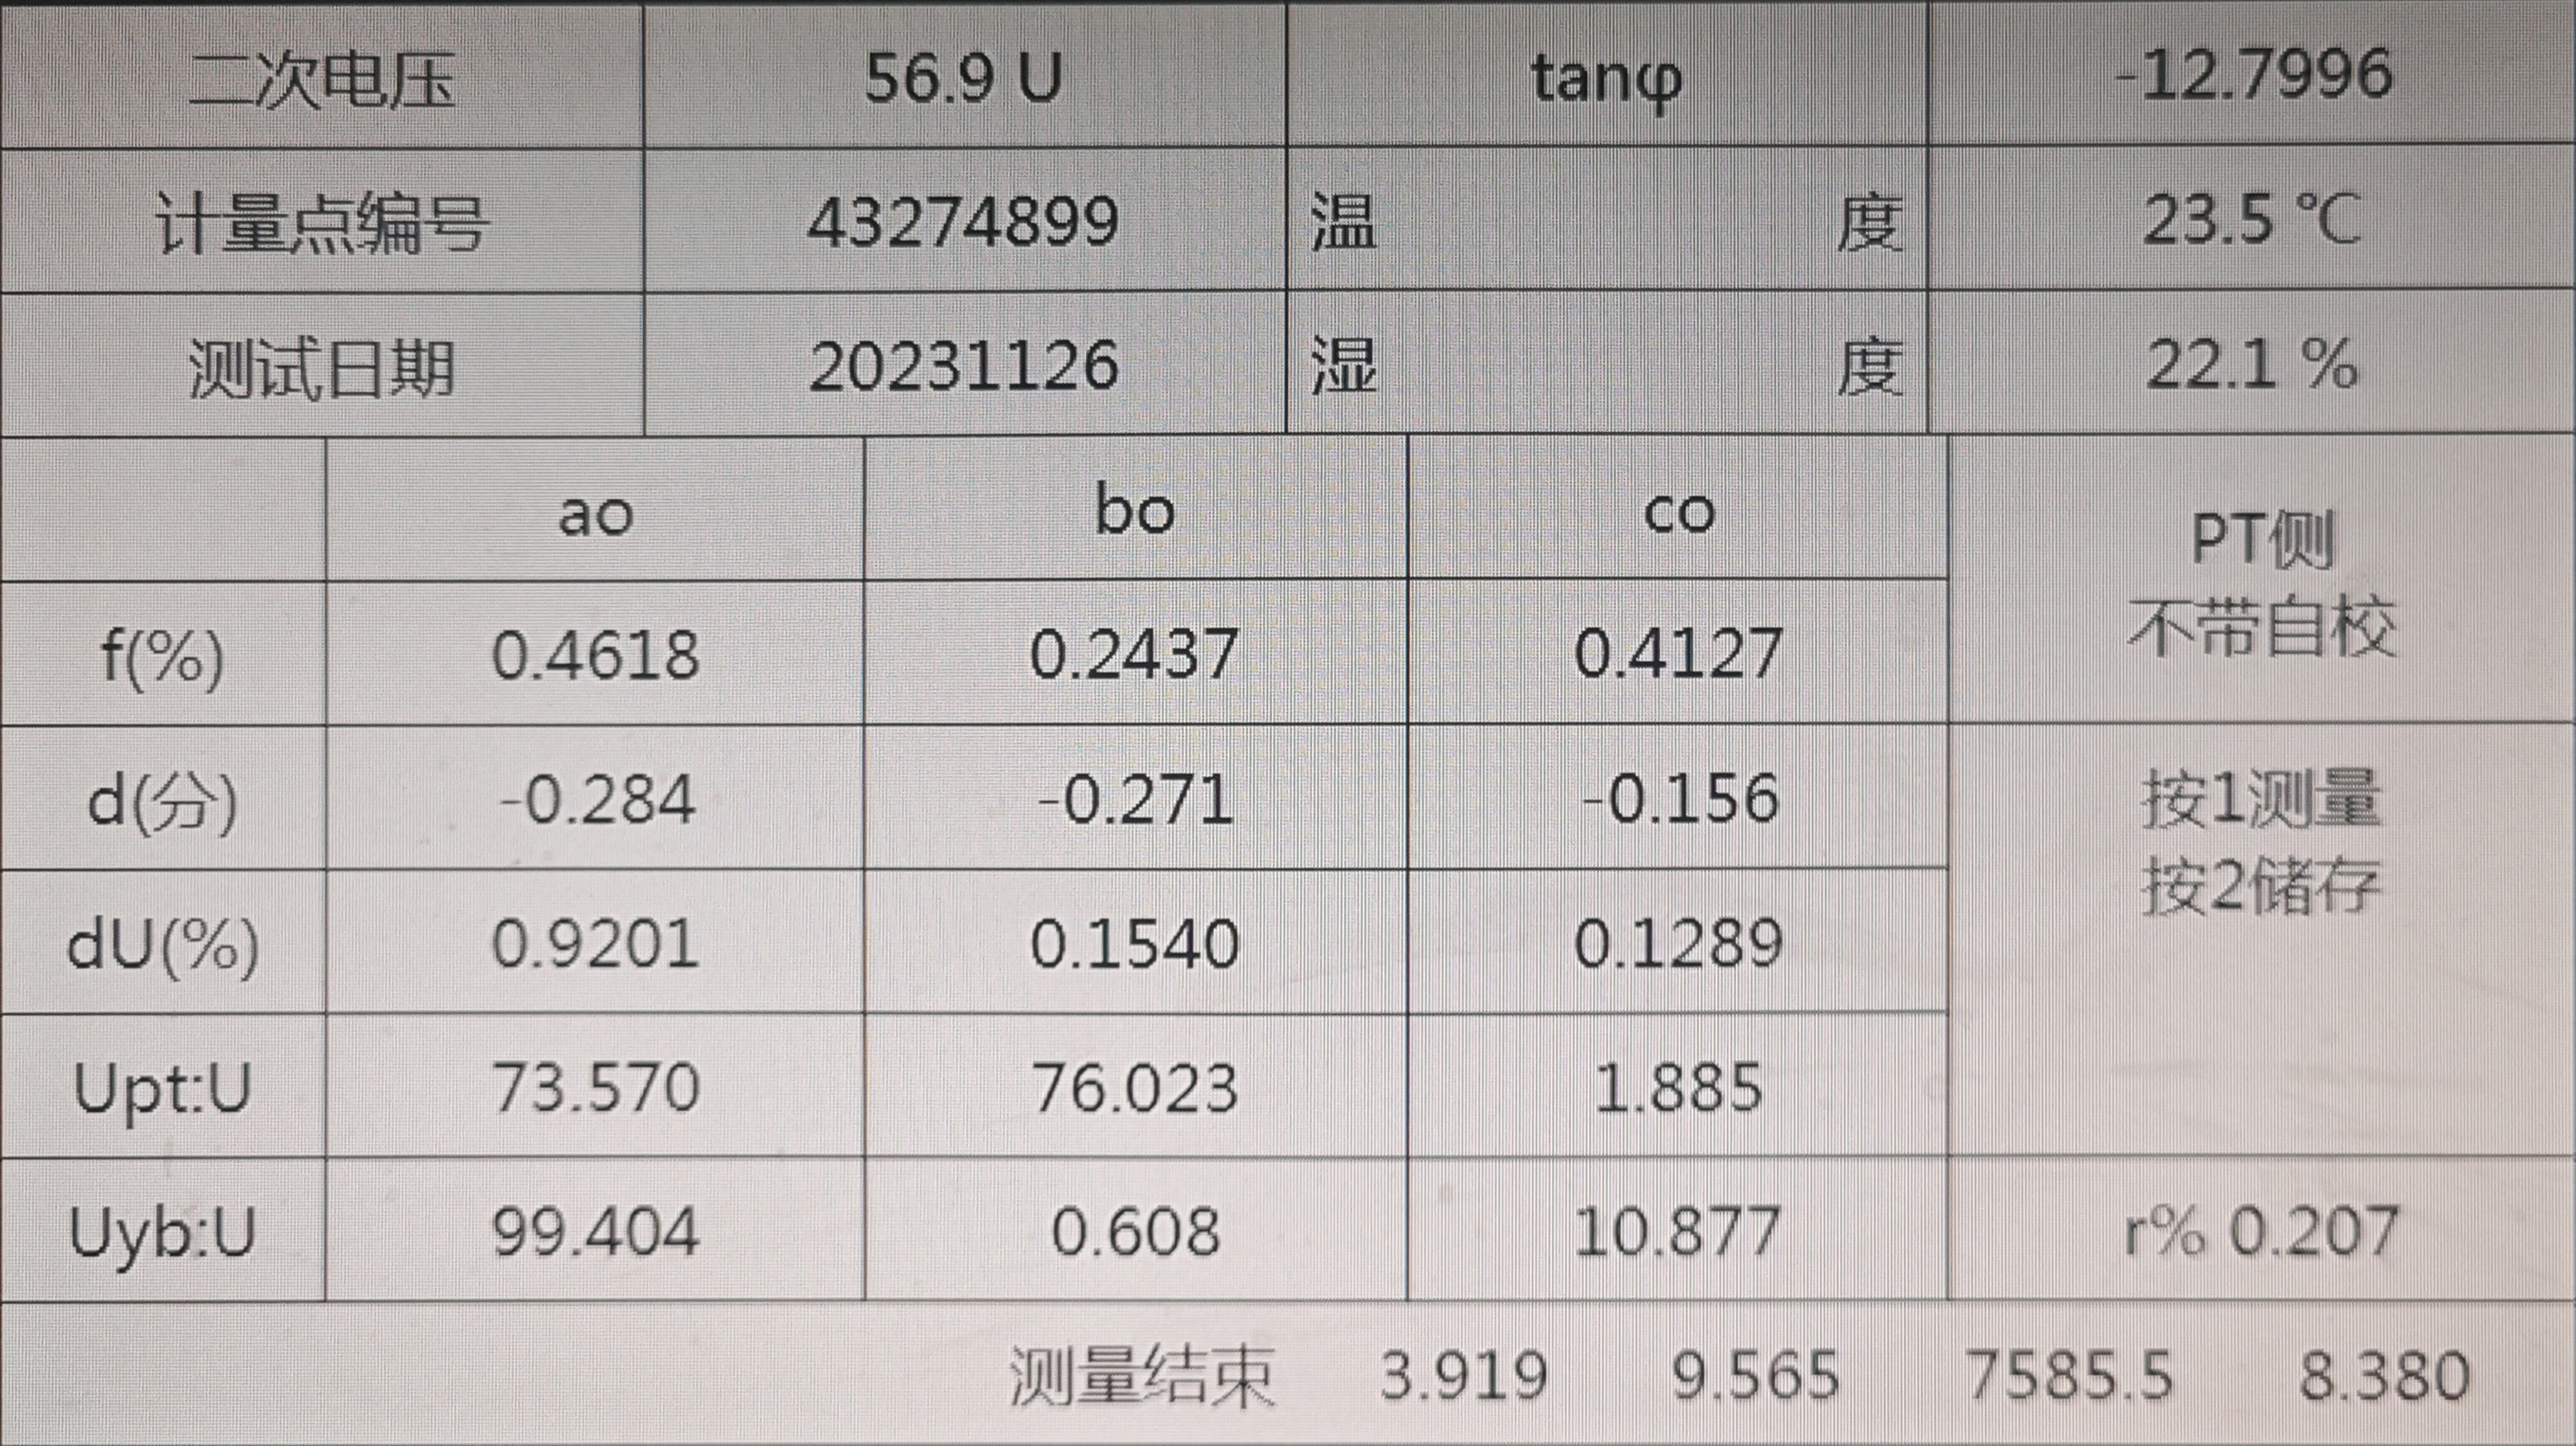 二次电压 56.9 U tanφ -12.7996
计量点编号 43274899 温 度 23.5 ℃
测试日期 20231126 湿 度 22.1 %
ao bo co PT侧
不带自校
f(%) 0.4618 0.2437 0.4127
d(分) -0.284 -0.271 -0.156 按1测量
按2储存
dU(%) 0.9201 0.1540 0.1289
Upt:U 73.570 76.023 1.885
Uyb:U 99.404 0.608 10.877 r% 0.207
测量结束 3.919 9.565 7585.5 8.380